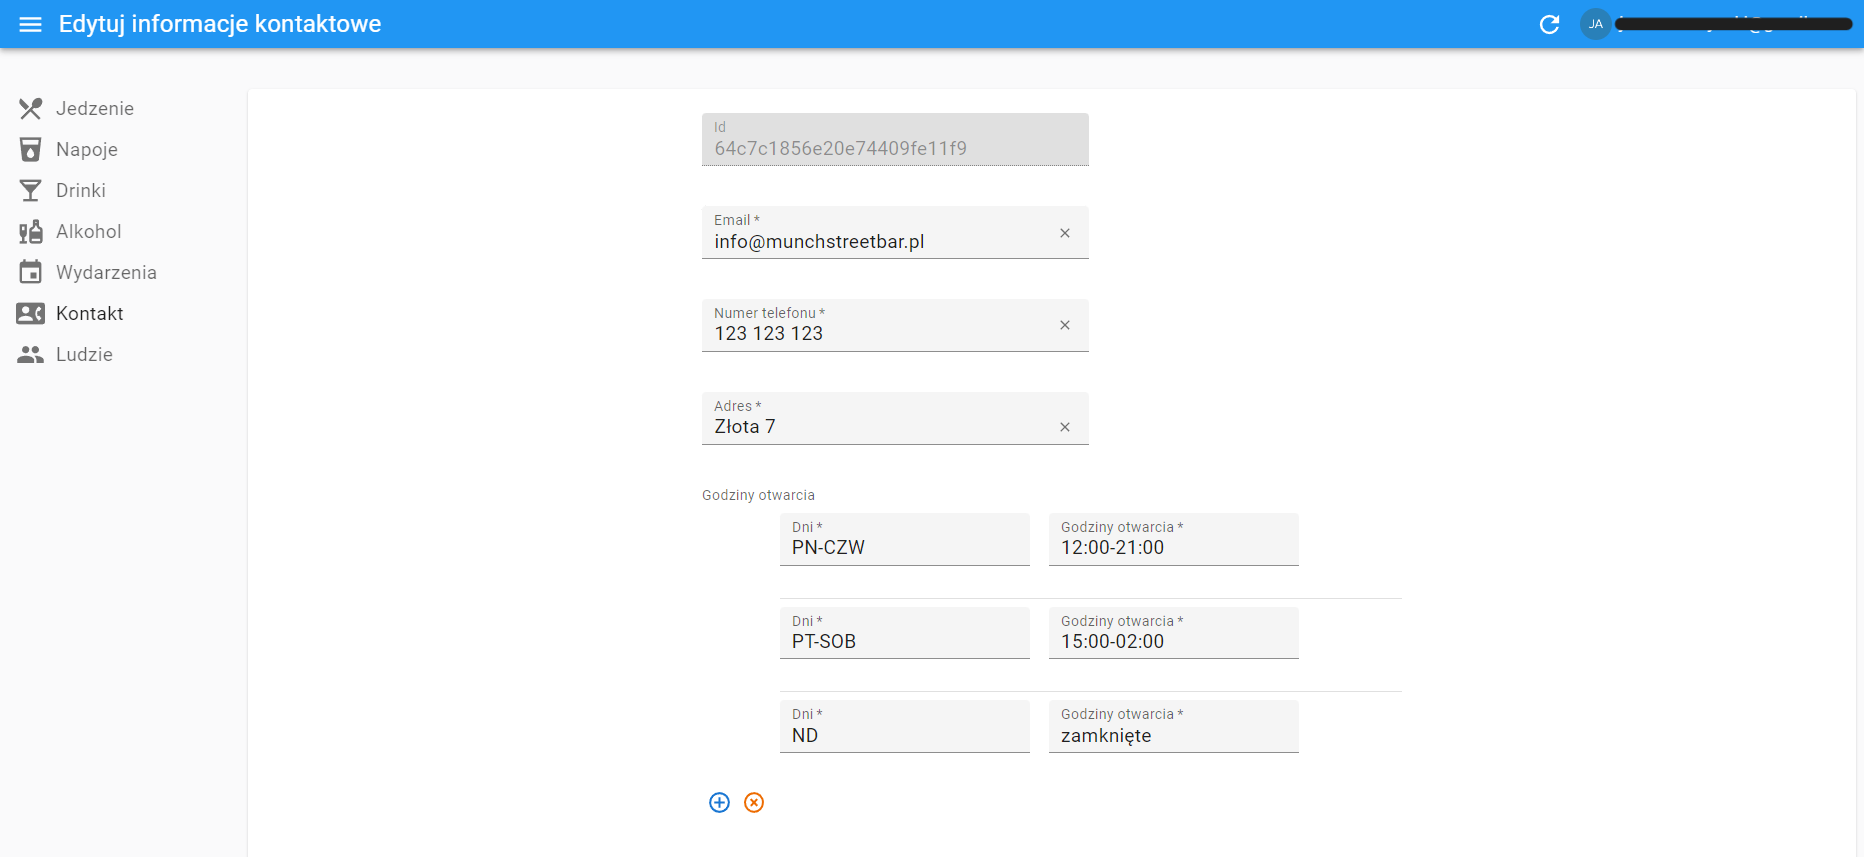 Edytuj informacje kontaktowe
JA
Jedzenie
Napoje
Drinki
Alkohol
Wydarzenia
Kontakt
Ludzie
Id
64c7c1856e20e74409fe11f9
Email *
info@munchstreetbar.pl
Numer telefonu *
123 123 123
Adres *
Złota 7
Godziny otwarcia
Dni *
PN-CZW
Godziny otwarcia *
12:00-21:00
Dni *
PT-SOB
Godziny otwarcia *
15:00-02:00
Dni *
ND
Godziny otwarcia *
zamknięte